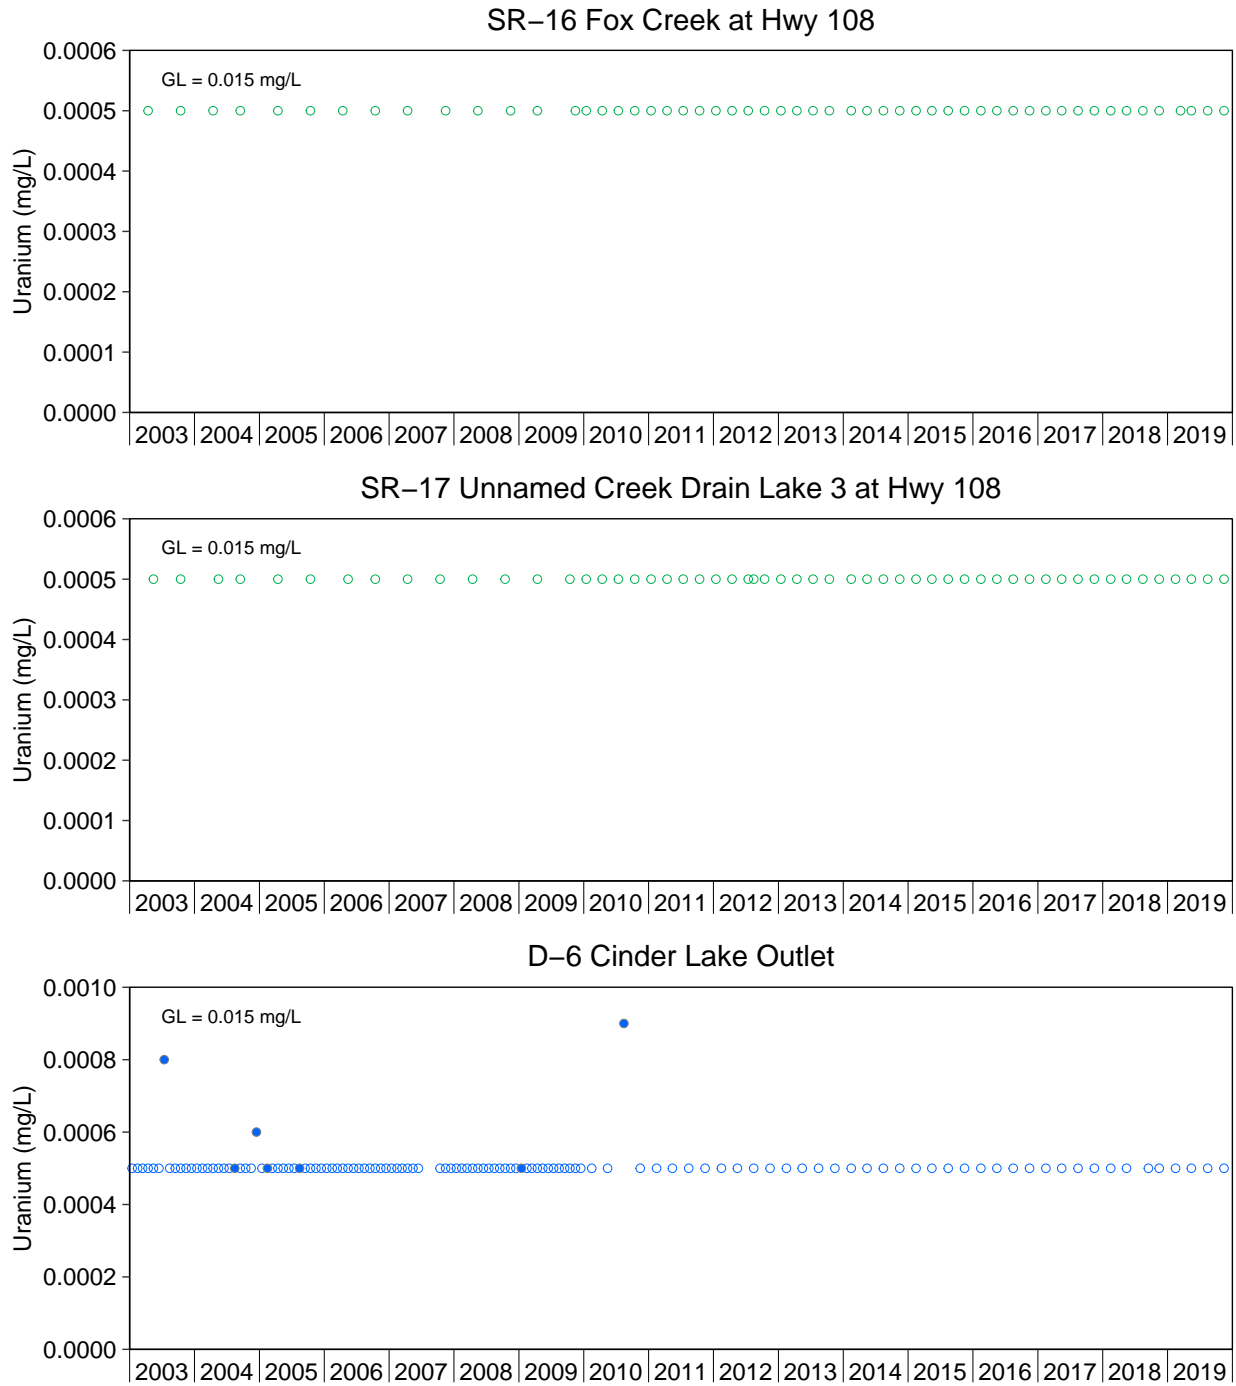 SR−16 Fox Creek at Hwy 108
GL = 0.015 mg/L
Uranium (mg/L)
0.0006
0.0005
0.0004
0.0003
0.0002
0.0001
0.0000
2003 2004 2005 2006 2007 2008 2009 2010 2011 2012 2013 2014 2015 2016 2017 2018 2019
SR−17 Unnamed Creek Drain Lake 3 at Hwy 108
GL = 0.015 mg/L
Uranium (mg/L)
0.0006
0.0005
0.0004
0.0003
0.0002
0.0001
0.0000
2003 2004 2005 2006 2007 2008 2009 2010 2011 2012 2013 2014 2015 2016 2017 2018 2019
D−6 Cinder Lake Outlet
GL = 0.015 mg/L
Uranium (mg/L)
0.0010
0.0008
0.0006
0.0004
0.0002
0.0000
2003 2004 2005 2006 2007 2008 2009 2010 2011 2012 2013 2014 2015 2016 2017 2018 2019